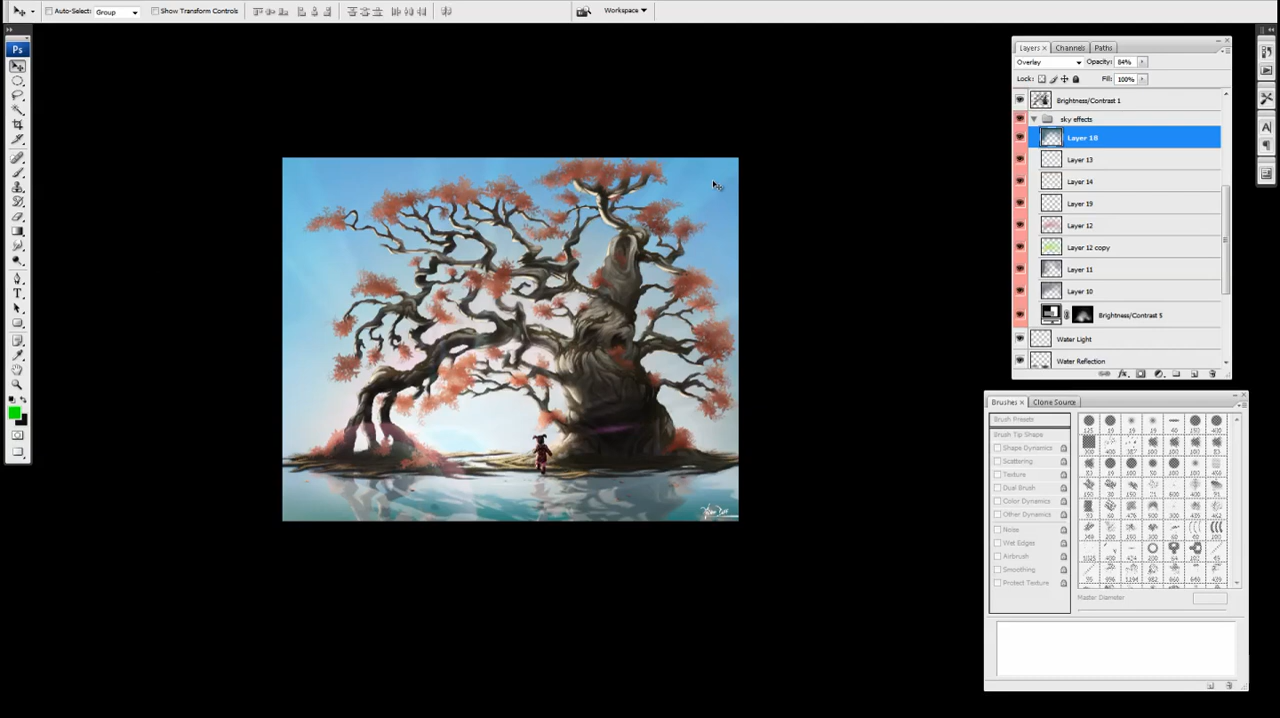 Auto-Select: Group Show Transform Controls Workspace
Ps
Layers Channels Paths
Overlay Opacity: 84%
Lock: Fill: 100%
Brightness/Contrast 1
sky effects
Layer 18
Layer 13
Layer 14
Layer 19
Layer 12
Layer 12 copy
Layer 11
Layer 10
Brightness/Contrast 5
Water Light
Water Reflection
Brushes Clone Source
Brush Presets
Brush Tip Shape
Shape Dynamics
Scattering
Texture
Dual Brush
Color Dynamics
Other Dynamics
Noise
Wet Edges
Airbrush
Smoothing
Protect Texture
Master Diameter